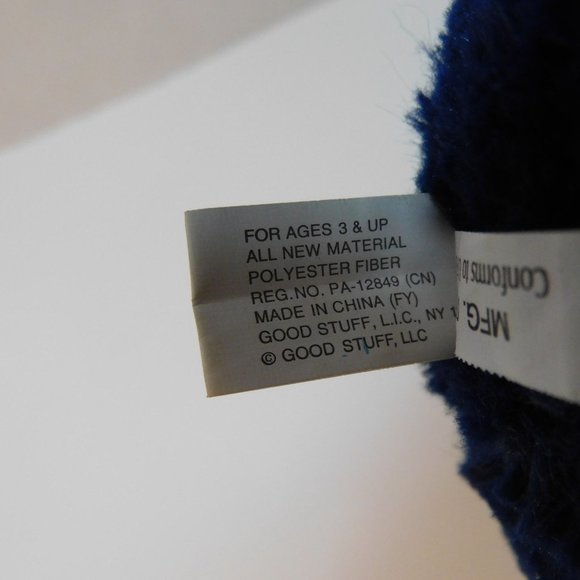 FOR AGES 3 & UP
ALL NEW MATERIAL
POLYESTER FIBER
REG.NO. PA-12849 (CN)
MADE IN CHINA (FY)
GOOD STUFF, L.I.C., NY
© GOOD STUFF, LLC
MFG.
Conforms to